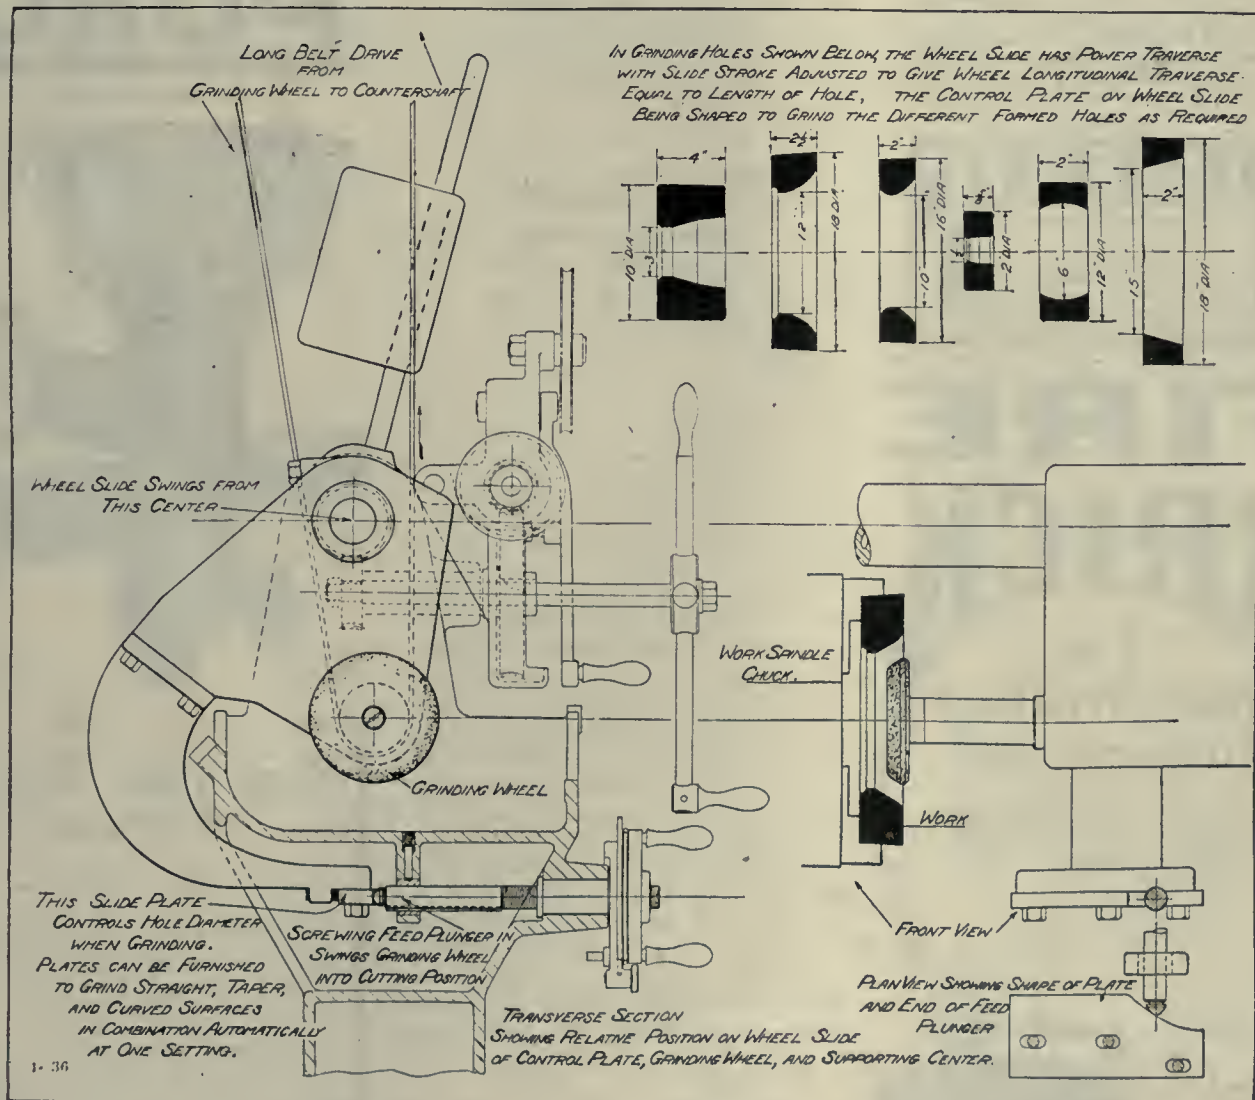 LONG BELT DRIVE
FROM
GRINDING WHEEL TO COUNTERSHAFT
IN GRINDING HOLES SHOWN BELOW, THE WHEEL SLIDE HAS POWER TRAVERSE
WITH SLIDE STROKE ADJUSTED TO GIVE WHEEL LONGITUDINAL TRAVERSE
EQUAL TO LENGTH OF HOLE, THE CONTROL PLATE ON WHEEL SLIDE
BEING SHAPED TO GRIND THE DIFFERENT FORMED HOLES AS REQUIRED
4"
2½"
2"
2"
2"
10" DIA
3"
12"
18" DIA
10"
16" DIA
2" DIA
6"
12" DIA
15"
18" DIA
WHEEL SLIDE SWINGS FROM
THIS CENTER
WORK SPINDLE
CHUCK.
GRINDING WHEEL
WORK
THIS SLIDE PLATE
CONTROLS HOLE DIAMETER
WHEN GRINDING.
PLATES CAN BE FURNISHED
TO GRIND STRAIGHT, TAPER,
AND CURVED SURFACES
IN COMBINATION AUTOMATICALLY
AT ONE SETTING.
SCREWING FEED PLUNGER IN
SWINGS GRINDING WHEEL
INTO CUTTING POSITION
FRONT VIEW
PLAN VIEW SHOWING SHAPE OF PLATE
AND END OF FEED
PLUNGER
TRANSVERSE SECTION
SHOWING RELATIVE POSITION ON WHEEL SLIDE
OF CONTROL PLATE, GRINDING WHEEL, AND SUPPORTING CENTER.
1-36